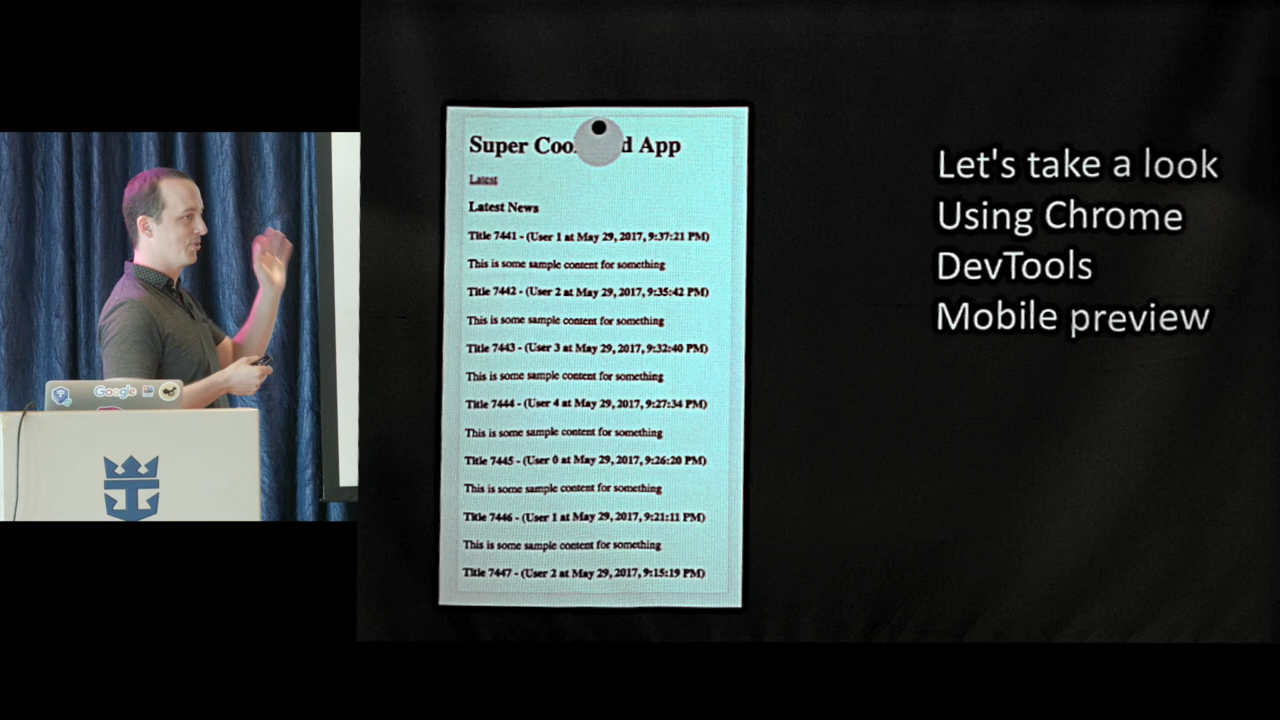 Super Coo d App
Latest
Latest News
Title 7441 - (User 1 at May 29, 2017, 9:37:21 PM)
This is some sample content for something
Title 7442 - (User 2 at May 29, 2017, 9:35:42 PM)
This is some sample content for something
Title 7443 - (User 3 at May 29, 2017, 9:32:40 PM)
This is some sample content for something
Title 7444 - (User 4 at May 29, 2017, 9:27:34 PM)
This is some sample content for something
Title 7445 - (User 0 at May 29, 2017, 9:26:20 PM)
This is some sample content for something
Title 7446 - (User 1 at May 29, 2017, 9:21:11 PM)
This is some sample content for something
Title 7447 - (User 2 at May 29, 2017, 9:15:19 PM)
Let's take a look
Using Chrome
DevTools
Mobile preview
Google